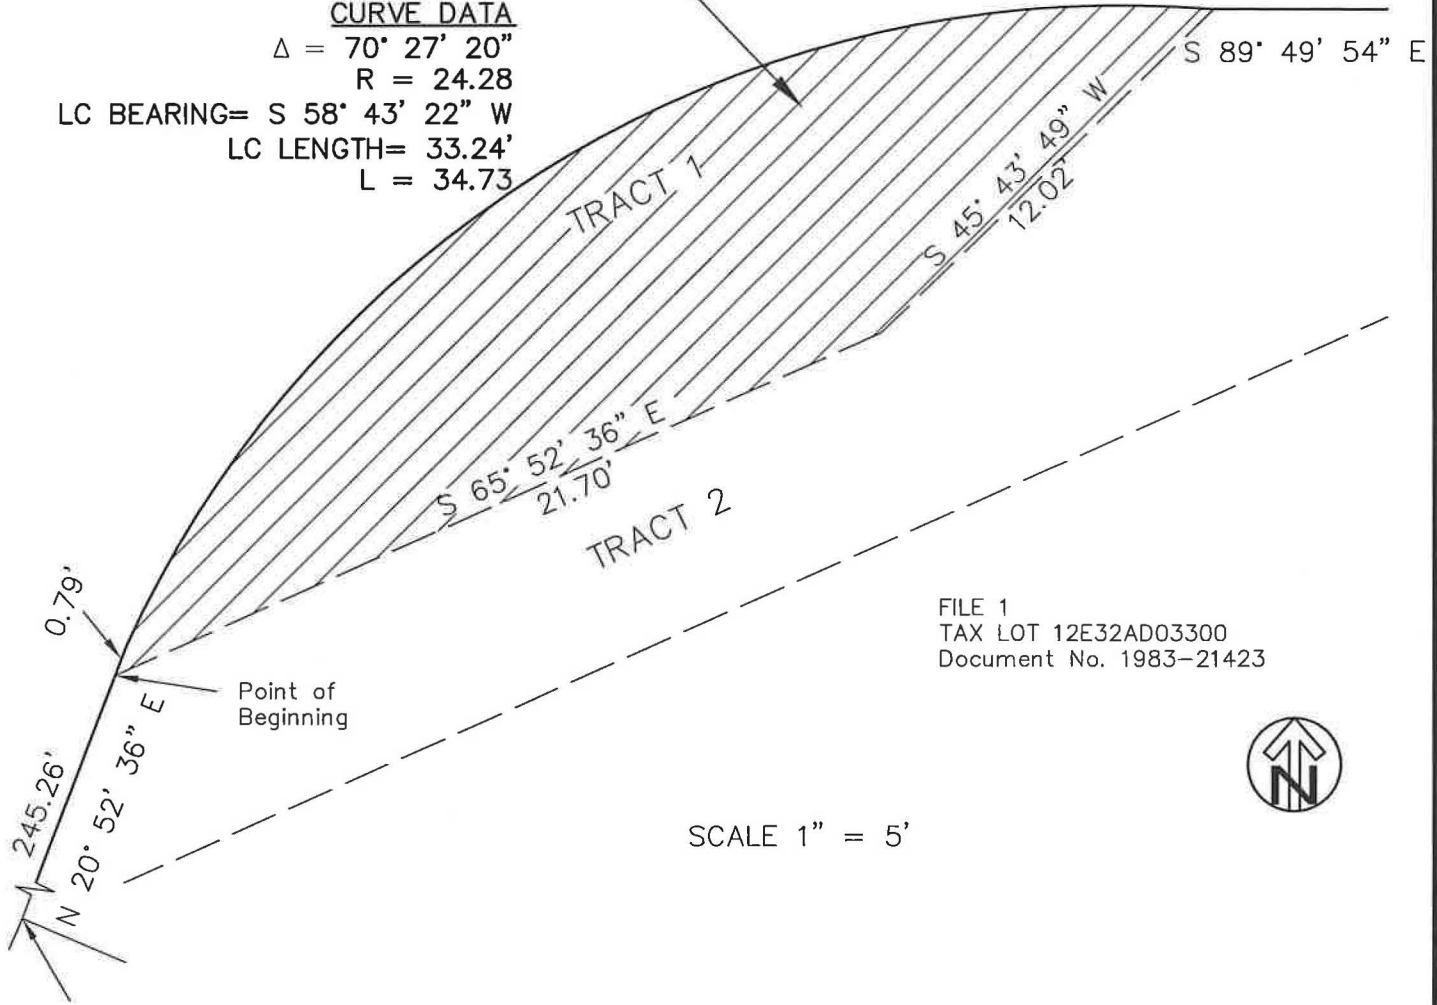 CURVE DATA
Δ = 70° 27' 20"
R = 24.28
LC BEARING= S 58° 43' 22" W
LC LENGTH= 33.24'
L = 34.73
S 89° 49' 54" E
TRACT 1
S 45° 43' 49" W
12.02'
S 65° 52' 36" E
21.70'
TRACT 2
0.79'
Point of
Beginning
245.26'
N 20° 52' 36" E
FILE 1
TAX LOT 12E32AD03300
Document No. 1983-21423
N
SCALE 1" = 5'